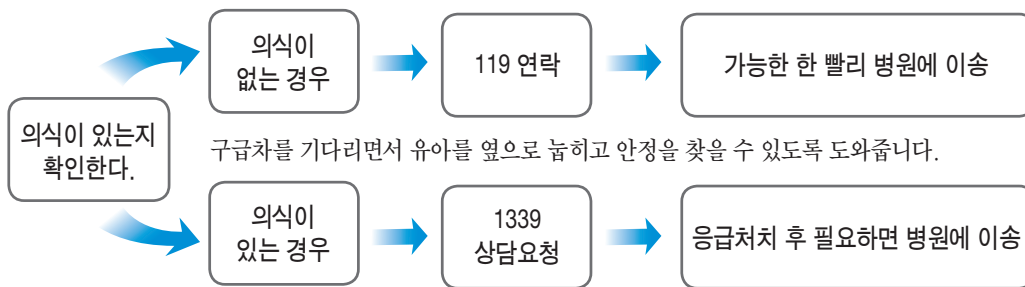 의식이 있는지
확인한다.
의식이
없는 경우
119 연락
가능한 한 빨리 병원에 이송
구급차를 기다리면서 유아를 옆으로 눕히고 안정을 찾을 수 있도록 도와줍니다.
의식이
있는 경우
1339
상담요청
응급처치 후 필요하면 병원에 이송